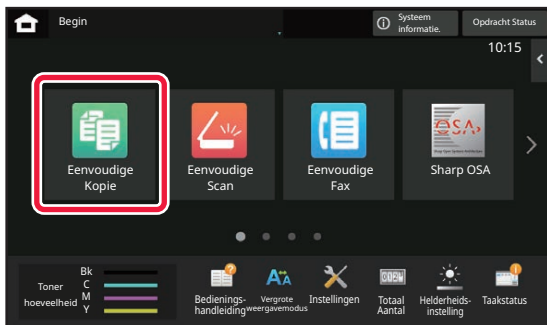 Begin
Systeem
informatie.
Opdracht Status
10:15
Eenvoudige
Kopie
Eenvoudige
Scan
Eenvoudige
Fax
OSA
Sharp OSA
Toner
hoeveelheid
Bk
C
M
Y
Bedienings-
handleiding
Vergrote
weergavemodus
Instellingen
Totaal
Aantal
Helderheids-
instelling
Taakstatus